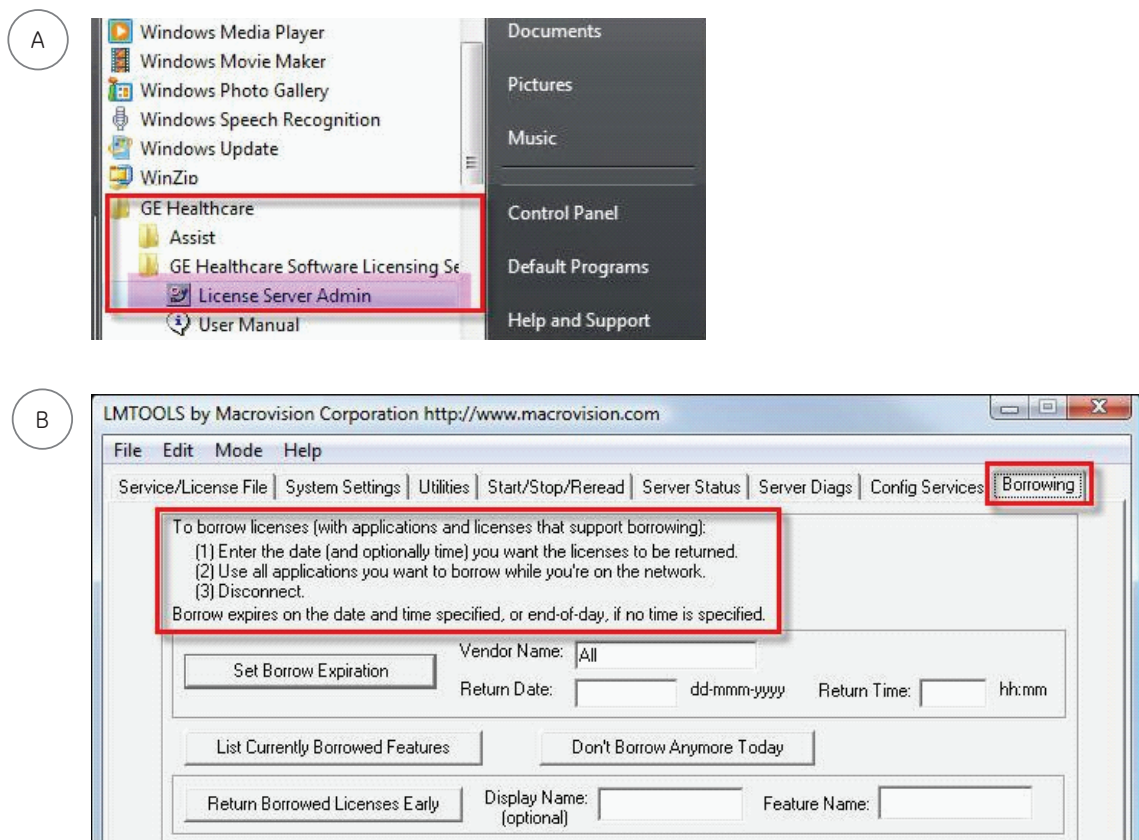 A
Windows Media Player
Windows Movie Maker
Windows Photo Gallery
Windows Speech Recognition
Windows Update
WinZip
GE Healthcare
Assist
GE Healthcare Software Licensing Se
License Server Admin
User Manual
Documents
Pictures
Music
Control Panel
Default Programs
Help and Support
B
LMTOOLS by Macrovision Corporation http://www.macrovision.com
File Edit Mode Help
Service/License File System Settings Utilities Start/Stop/Reread Server Status Server Diags Config Services Borrowing
To borrow licenses (with applications and licenses that support borrowing):
(1) Enter the date (and optionally time) you want the licenses to be returned.
(2) Use all applications you want to borrow while you're on the network.
(3) Disconnect.
Borrow expires on the date and time specified, or end-of-day, if no time is specified.
Set Borrow Expiration
Vendor Name: All
Return Date: dd-mmm-yyyy Return Time: hh:mm
List Currently Borrowed Features Don't Borrow Anymore Today
Return Borrowed Licenses Early Display Name: Feature Name:
(optional)